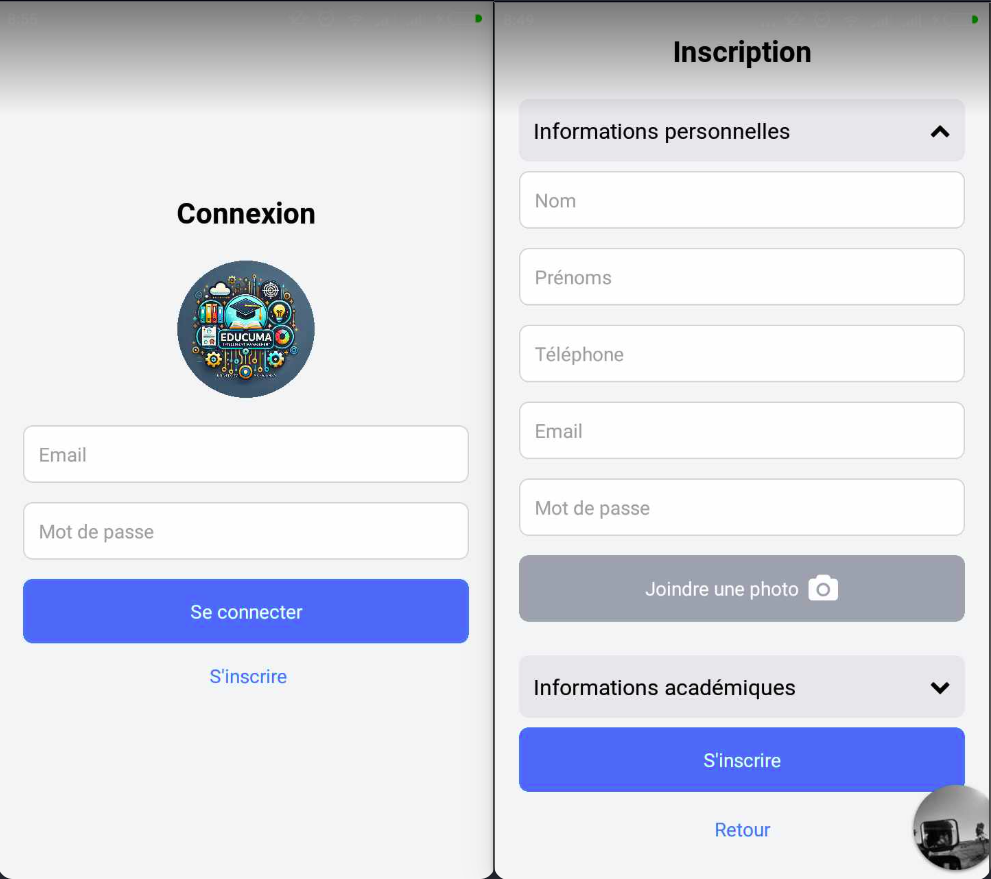 Connexion
EDUCUMA
Email
Mot de passe
Se connecter
S'inscrire
Inscription
Informations personnelles
Nom
Prénoms
Téléphone
Email
Mot de passe
Joindre une photo
Informations académiques
S'inscrire
Retour